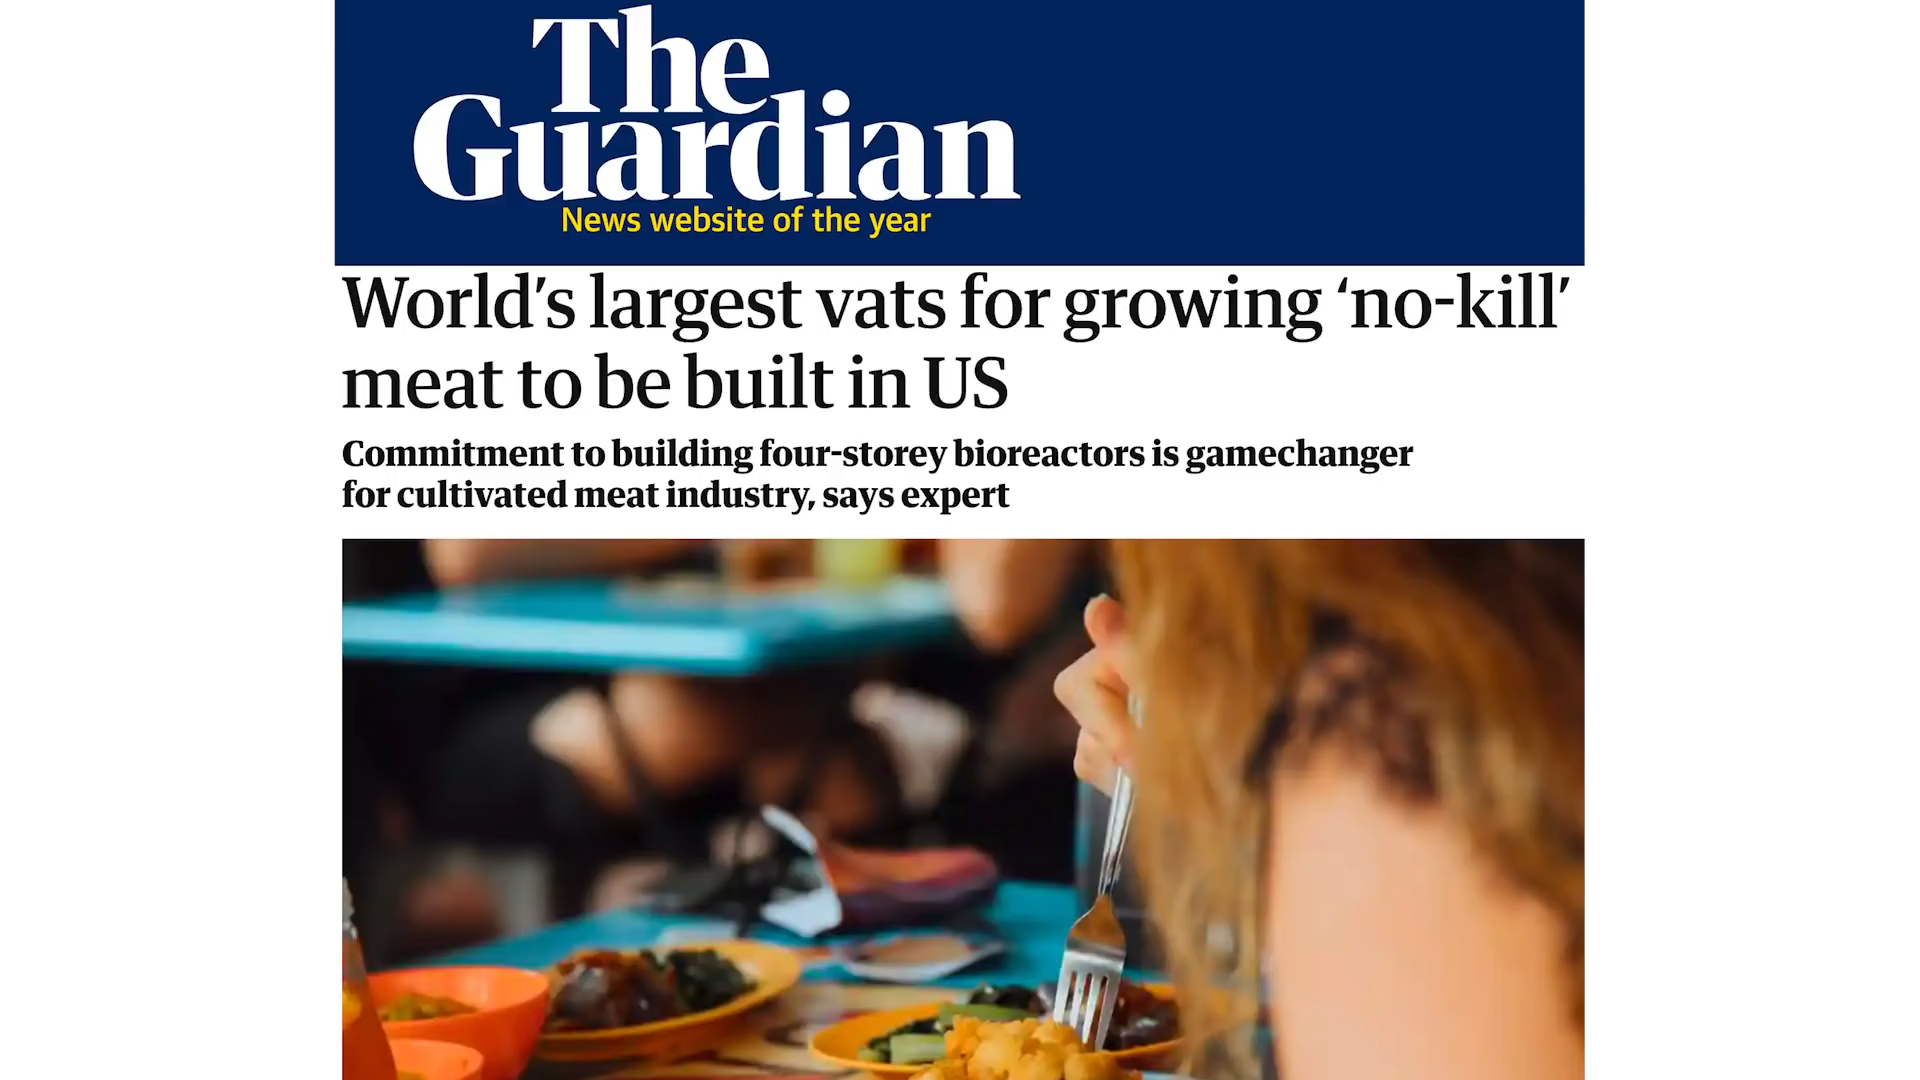 The
Guardian
News website of the year
World’s largest vats for growing ‘no-kill’
meat to be built in US
Commitment to building four-storey bioreactors is gamechanger
for cultivated meat industry, says expert